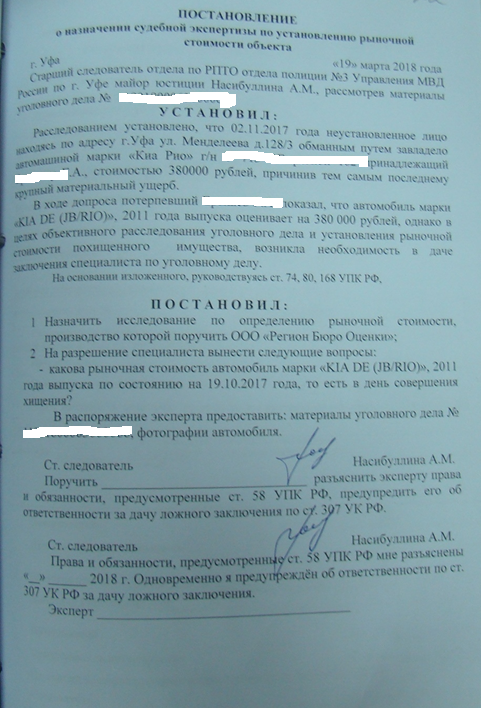 ПОСТАНОВЛЕНИЕ
о назначении судебной экспертизы по установлению рыночной
стоимости объекта
г. Уфа
«19» марта 2018 года
Старший следователь отдела по РПТО отдела полиции №3 Управления МВД
России по г. Уфе майор юстиции Насибуллина А.М., рассмотрев материалы
уголовного дела №
У С Т А Н О В И Л :
Расследованием установлено, что 02.11.2017 года неустановленное лицо
находясь по адресу г.Уфа ул. Менделеева д.128/3 обманным путем завладело
автомашиной марки «Киа Рио» г/н принадлежащий
.А., стоимостью 380000 рублей, причинив тем самым последнему
крупный материальный ущерб.
В ходе допроса потерпевший показал, что автомобиль марки
«KIA DE (JB/RIO)», 2011 года выпуска оценивает на 380 000 рублей, однако в
целях объективного расследования уголовного дела и установления рыночной
стоимости похищенного имущества, возникла необходимость в даче
заключения специалиста по уголовному делу.
На основании изложенного, руководствуясь ст. 74, 80, 168 УПК РФ,
П О С Т А Н О В И Л :
1 Назначить исследование по определению рыночной стоимости,
производство которой поручить ООО «Регион Бюро Оценки»;
2 На разрешение специалиста вынести следующие вопросы:
- какова рыночная стоимость автомобиль марки «KIA DE (JB/RIO)», 2011
года выпуска по состоянию на 19.10.2017 года, то есть в день совершения
хищения?
В распоряжение эксперта предоставить: материалы уголовного дела №
, фотографии автомобиля.
Ст. следователь Насибуллина А.М.
Поручить ______________ разъяснить эксперту права
и обязанности, предусмотренные ст. 58 УПК РФ, предупредить его об
ответственности за дачу ложного заключения по ст. 307 УК РФ.
Ст. следователь Насибуллина А.М.
Права и обязанности, предусмотренные ст. 58 УПК РФ мне разъяснены
«__» ______ 2018 г. Одновременно я предупреждён об ответственности по ст.
307 УК РФ за дачу ложного заключения.
Эксперт ______________